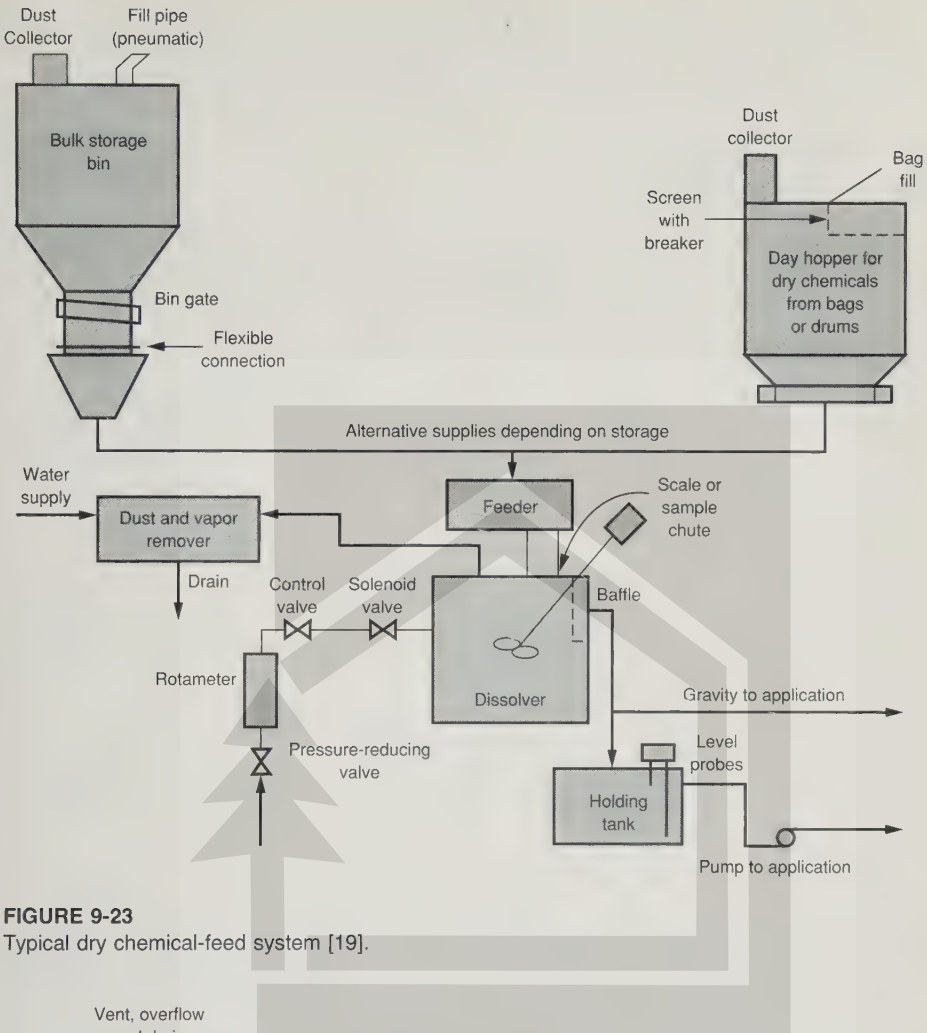 Dust
Collector
Fill pipe
(pneumatic)
Bulk storage
bin
Bin gate
Flexible
connection
Dust
collector
Bag
fill
Screen
with
breaker
Day hopper for
dry chemicals
from bags
or drums
Alternative supplies depending on storage
Water
supply
Dust and vapor
remover
Drain
Feeder
Scale or
sample
chute
Control
valve
Solenoid
valve
Baffle
Rotameter
Dissolver
Pressure-reducing
valve
Gravity to application
Level
probes
Holding
tank
Pump to application
FIGURE 9-23
Typical dry chemical-feed system [19].
Vent, overflow